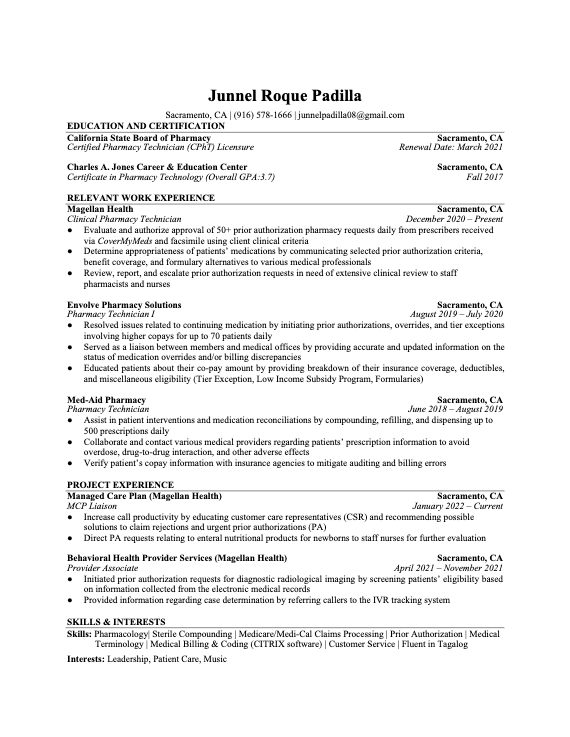 Junnel Roque Padilla
Sacramento, CA | (916) 578-1666 | junnelpadilla08@gmail.com
EDUCATION AND CERTIFICATION
California State Board of Pharmacy Sacramento, CA
Certified Pharmacy Technician (CPhT) Licensure Renewal Date: March 2021
Charles A. Jones Career & Education Center Sacramento, CA
Certificate in Pharmacy Technology (Overall GPA:3.7) Fall 2017
RELEVANT WORK EXPERIENCE
Magellan Health Sacramento, CA
Clinical Pharmacy Technician December 2020 – Present
● Evaluate and authorize approval of 50+ prior authorization pharmacy requests daily from prescribers received
via CoverMyMeds and facsimile using client clinical criteria
● Determine appropriateness of patients’ medications by communicating selected prior authorization criteria,
benefit coverage, and formulary alternatives to various medical professionals
● Review, report, and escalate prior authorization requests in need of extensive clinical review to staff
pharmacists and nurses
Envolve Pharmacy Solutions Sacramento, CA
Pharmacy Technician I August 2019 – July 2020
● Resolved issues related to continuing medication by initiating prior authorizations, overrides, and tier exceptions
involving higher copays for up to 70 patients daily
● Served as a liaison between members and medical offices by providing accurate and updated information on the
status of medication overrides and/or billing discrepancies
● Educated patients about their co-pay amount by providing breakdown of their insurance coverage, deductibles,
and miscellaneous eligibility (Tier Exception, Low Income Subsidy Program, Formularies)
Med-Aid Pharmacy Sacramento, CA
Pharmacy Technician June 2018 – August 2019
● Assist in patient interventions and medication reconciliations by compounding, refilling, and dispensing up to
500 prescriptions daily
● Collaborate and contact various medical providers regarding patients’ prescription information to avoid
overdose, drug-to-drug interaction, and other adverse effects
● Verify patient’s copay information with insurance agencies to mitigate auditing and billing errors
PROJECT EXPERIENCE
Managed Care Plan (Magellan Health) Sacramento, CA
MCP Liaison January 2022 – Current
● Increase call productivity by educating customer care representatives (CSR) and recommending possible
solutions to claim rejections and urgent prior authorizations (PA)
● Direct PA requests relating to enteral nutritional products for newborns to staff nurses for further evaluation
Behavioral Health Provider Services (Magellan Health) Sacramento, CA
Provider Associate April 2021 – November 2021
● Initiated prior authorization requests for diagnostic radiological imaging by screening patients’ eligibility based
on information collected from the electronic medical records
● Provided information regarding case determination by referring callers to the IVR tracking system
SKILLS & INTERESTS
Skills: Pharmacology| Sterile Compounding | Medicare/Medi-Cal Claims Processing | Prior Authorization | Medical
Terminology | Medical Billing & Coding (CITRIX software) | Customer Service | Fluent in Tagalog
Interests: Leadership, Patient Care, Music